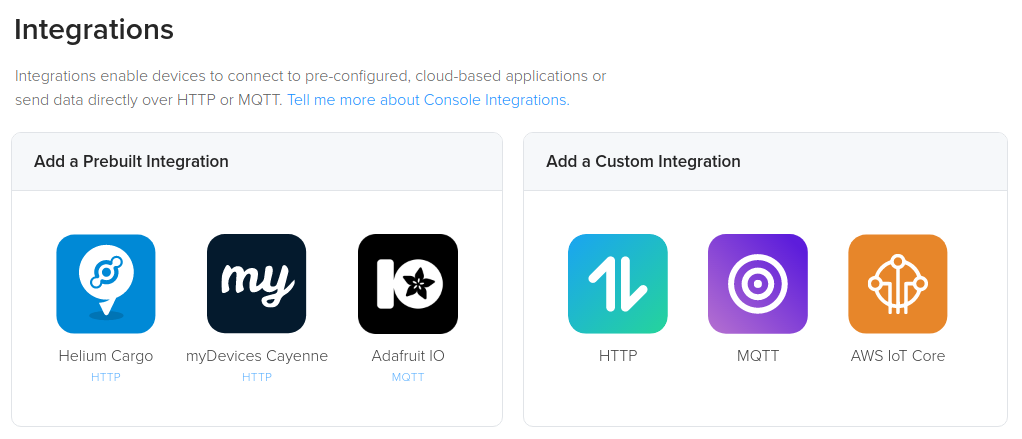 Integrations
Integrations enable devices to connect to pre-configured, cloud-based applications or
send data directly over HTTP or MQTT. Tell me more about Console Integrations.
Add a Prebuilt Integration
my
IO
Helium Cargo
HTTP
myDevices Cayenne
HTTP
Adafruit IO
MQTT
Add a Custom Integration
HTTP
MQTT
AWS IoT Core